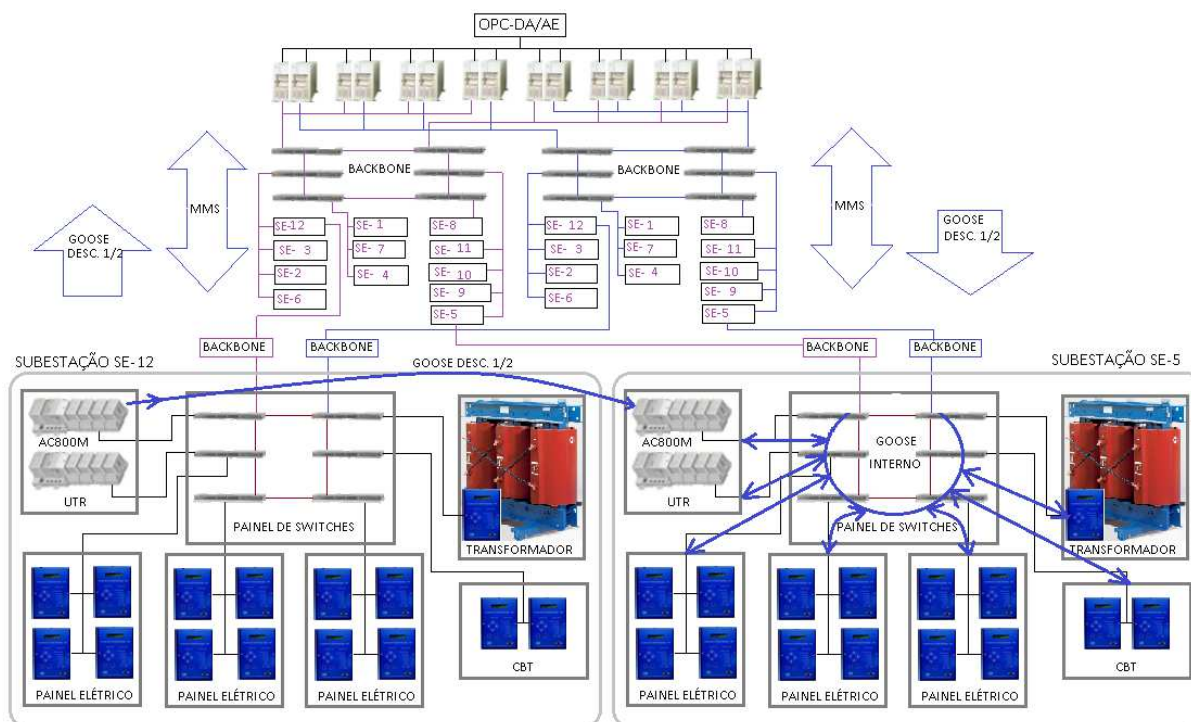 OPC-DA/AE
BACKBONE
BACKBONE
MMS
MMS
GOOSE
DESC. 1/2
GOOSE
DESC. 1/2
SE-12
SE- 3
SE-2
SE-6
SE- 1
SE- 7
SE- 4
SE-8
SE- 11
SE- 10
SE- 9
SE-5
SE- 12
SE- 3
SE-2
SE-6
SE-1
SE- 7
SE- 4
SE-8
SE- 11
SE-10
SE- 9
SE-5
BACKBONE
BACKBONE
BACKBONE
BACKBONE
SUBESTAÇÃO SE-12
GOOSE DESC. 1/2
SUBESTAÇÃO SE-5
AC800M
UTR
PAINEL DE SWITCHES
TRANSFORMADOR
PAINEL ELÉTRICO
PAINEL ELÉTRICO
PAINEL ELÉTRICO
CBT
AC800M
UTR
GOOSE
INTERNO
PAINEL DE SWITCHES
TRANSFORMADOR
PAINEL ELÉTRICO
PAINEL ELÉTRICO
PAINEL ELÉTRICO
CBT